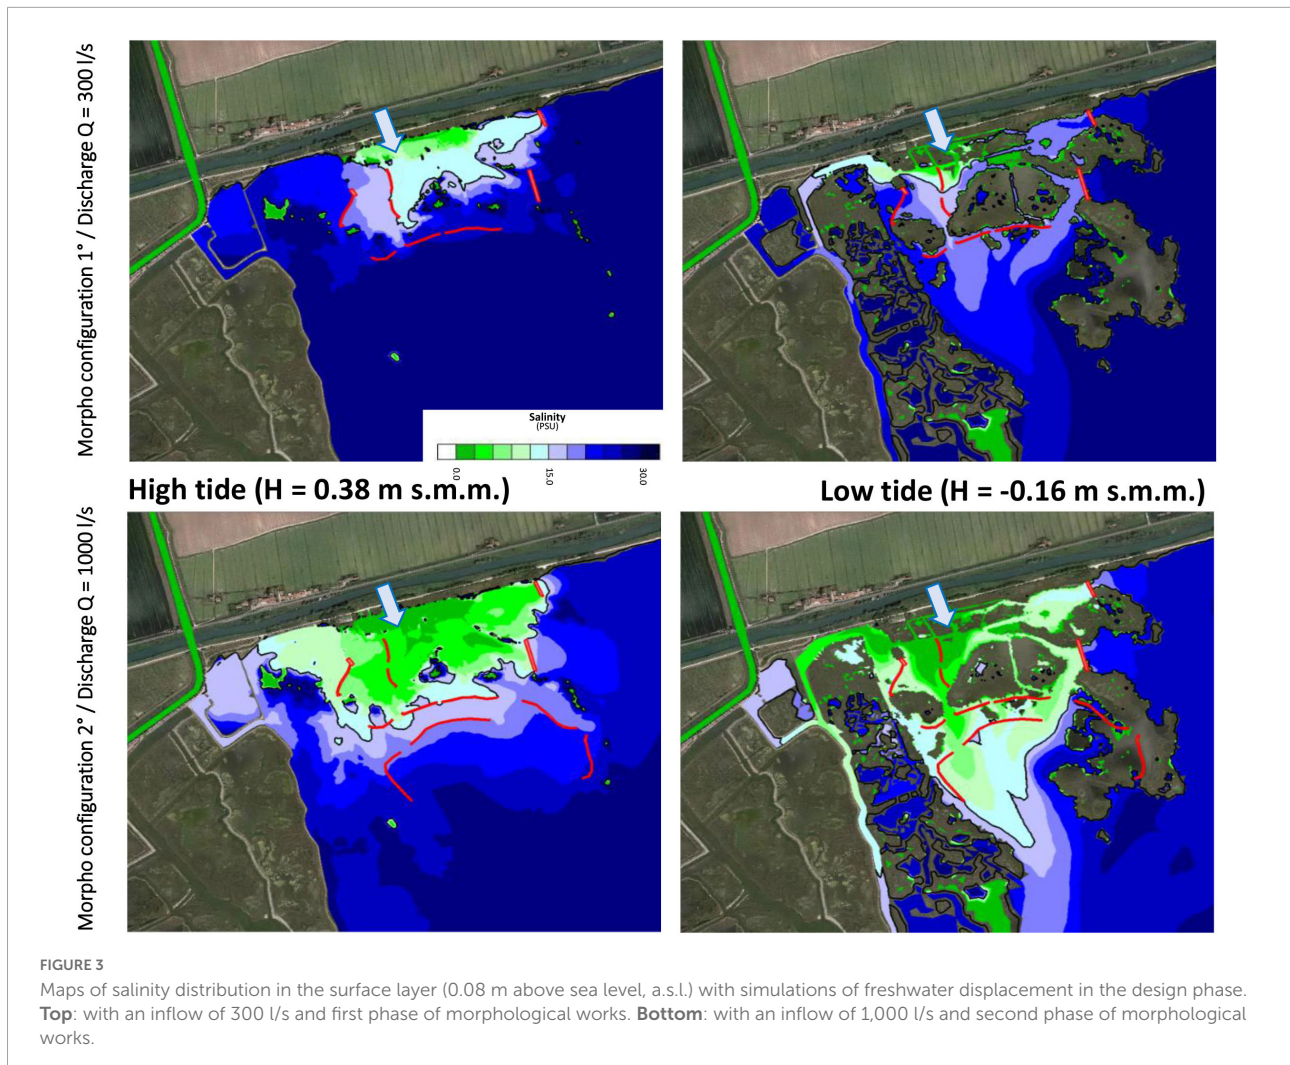 Morpho configuration 1° / Discharge Q = 300 l/s
Salinity
(PSU)
0.0
15.0
30.0
High tide (H = 0.38 m s.m.m.)
Low tide (H = -0.16 m s.m.m.)
Morpho configuration 2° / Discharge Q = 1000 l/s
FIGURE 3
Maps of salinity distribution in the surface layer (0.08 m above sea level, a.s.l.) with simulations of freshwater displacement in the design phase.
Top: with an inflow of 300 l/s and first phase of morphological works. Bottom: with an inflow of 1,000 l/s and second phase of morphological
works.